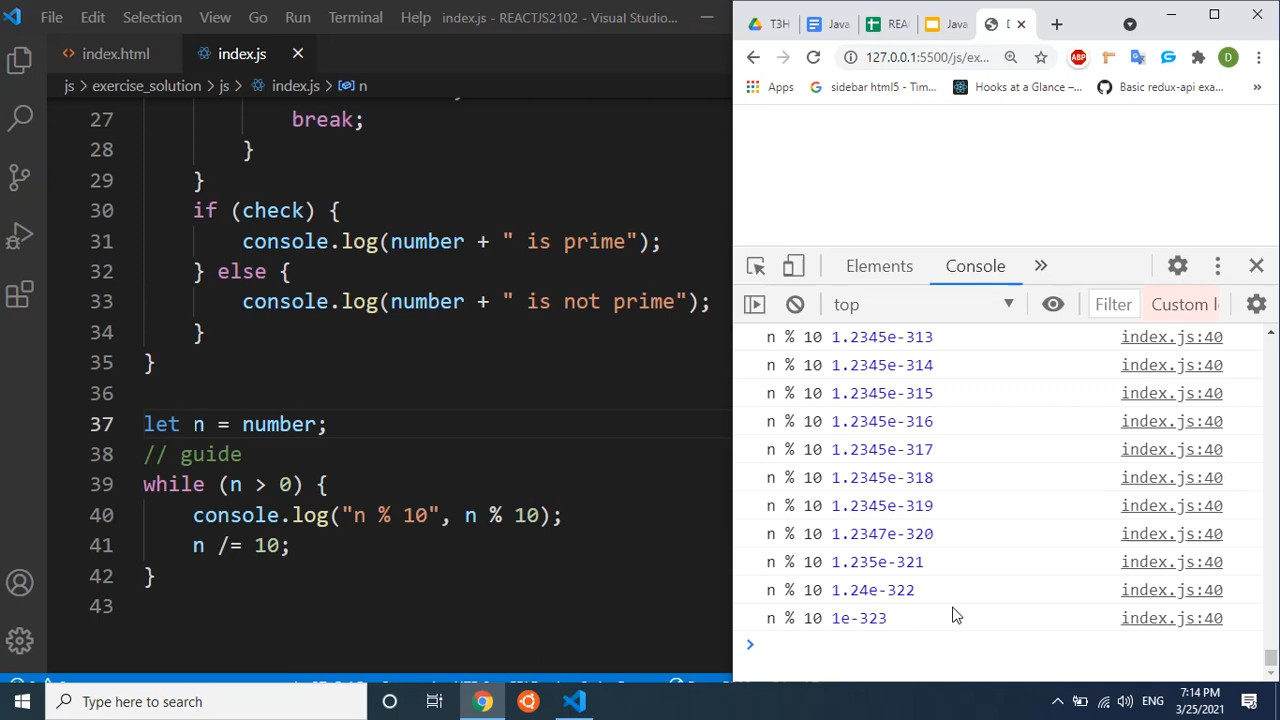 File Edit Selection View Go Run Terminal Help index.js - REACTJS2102 - Visual Studio...
index.html index.js
js > exercise_solution > js > index.js > n
27 break;
28 }
29 }
30 if (check) {
31 console.log(number + " is prime");
32 } else {
33 console.log(number + " is not prime");
34 }
35 }
36
37 let n = number;
38 // guide
39 while (n > 0) {
40 console.log("n % 10", n % 10);
41 n /= 10;
42 }
43
T3H Java REA Java
127.0.0.1:5500/js/ex... ABP D
Apps sidebar html5 - Tim... Hooks at a Glance –... Basic redux-api exa... »
Elements Console »
top Filter Custom l
n % 10 1.2345e-313 index.js:40
n % 10 1.2345e-314 index.js:40
n % 10 1.2345e-315 index.js:40
n % 10 1.2345e-316 index.js:40
n % 10 1.2345e-317 index.js:40
n % 10 1.2345e-318 index.js:40
n % 10 1.2345e-319 index.js:40
n % 10 1.2347e-320 index.js:40
n % 10 1.235e-321 index.js:40
n % 10 1.24e-322 index.js:40
n % 10 1e-323 index.js:40
>
Type here to search
ENG
7:14 PM
3/25/2021